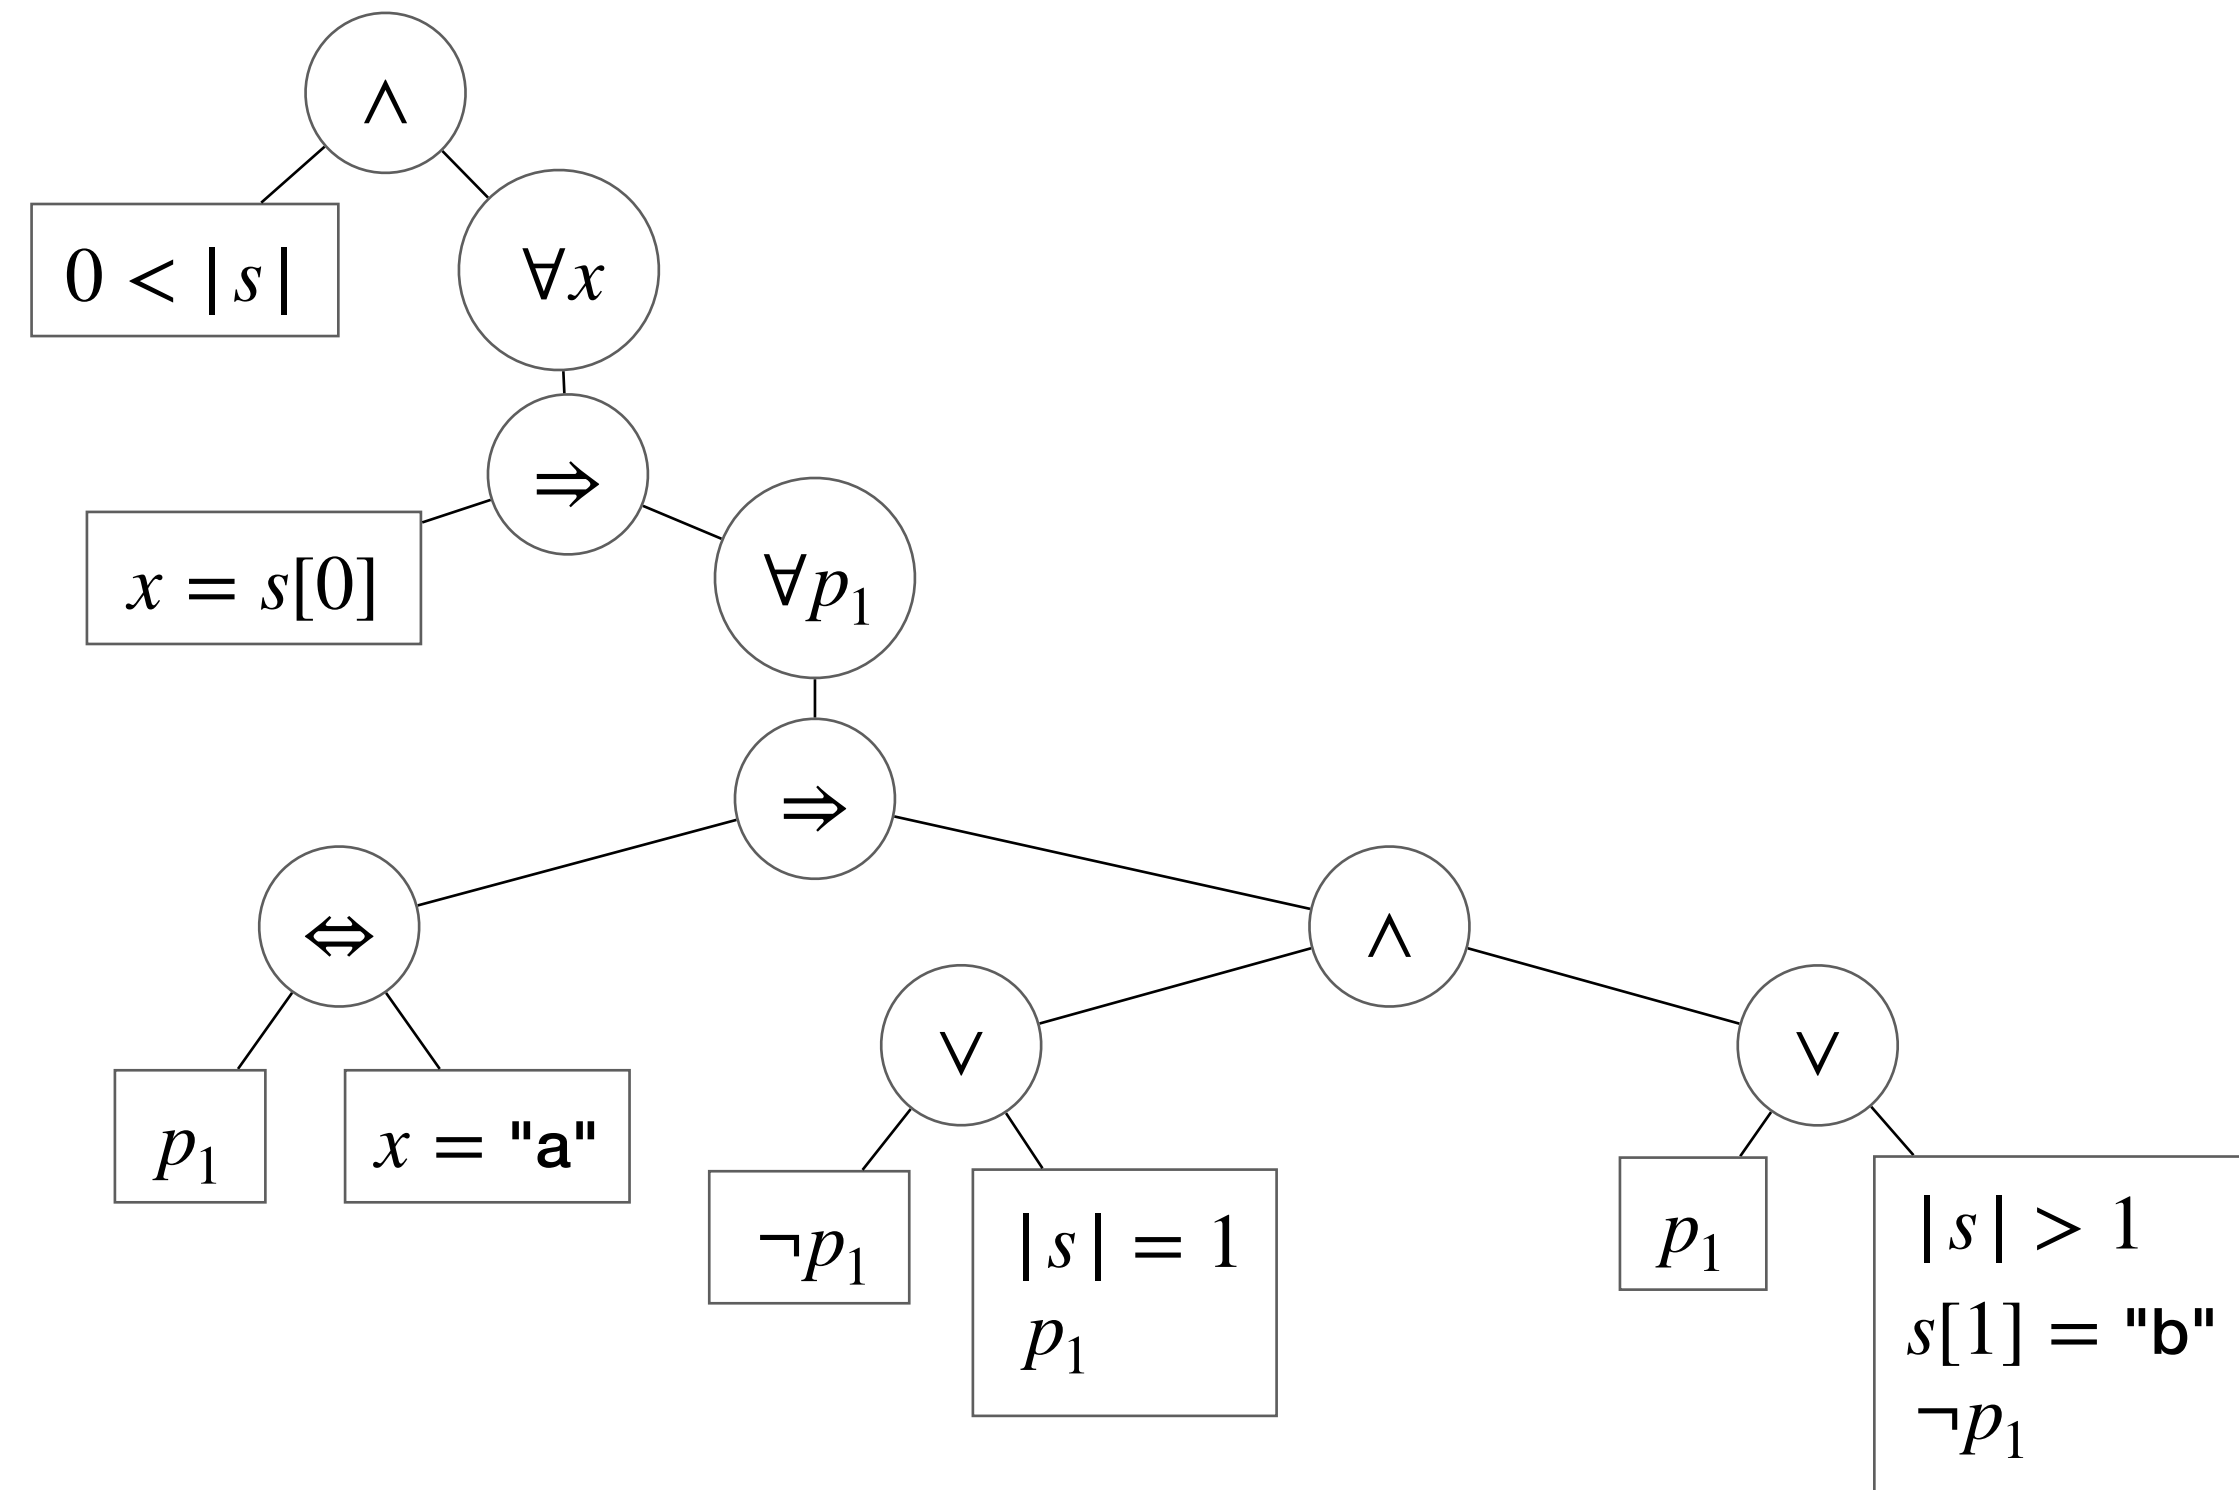 ∧
0 < |s|
∀x
⇒
x = s[0]
∀p₁
⇒
⇔
∧
p₁
x = "a"
∨
∨
¬p₁
|s| = 1
p₁
p₁
|s| > 1
s[1] = "b"
¬p₁